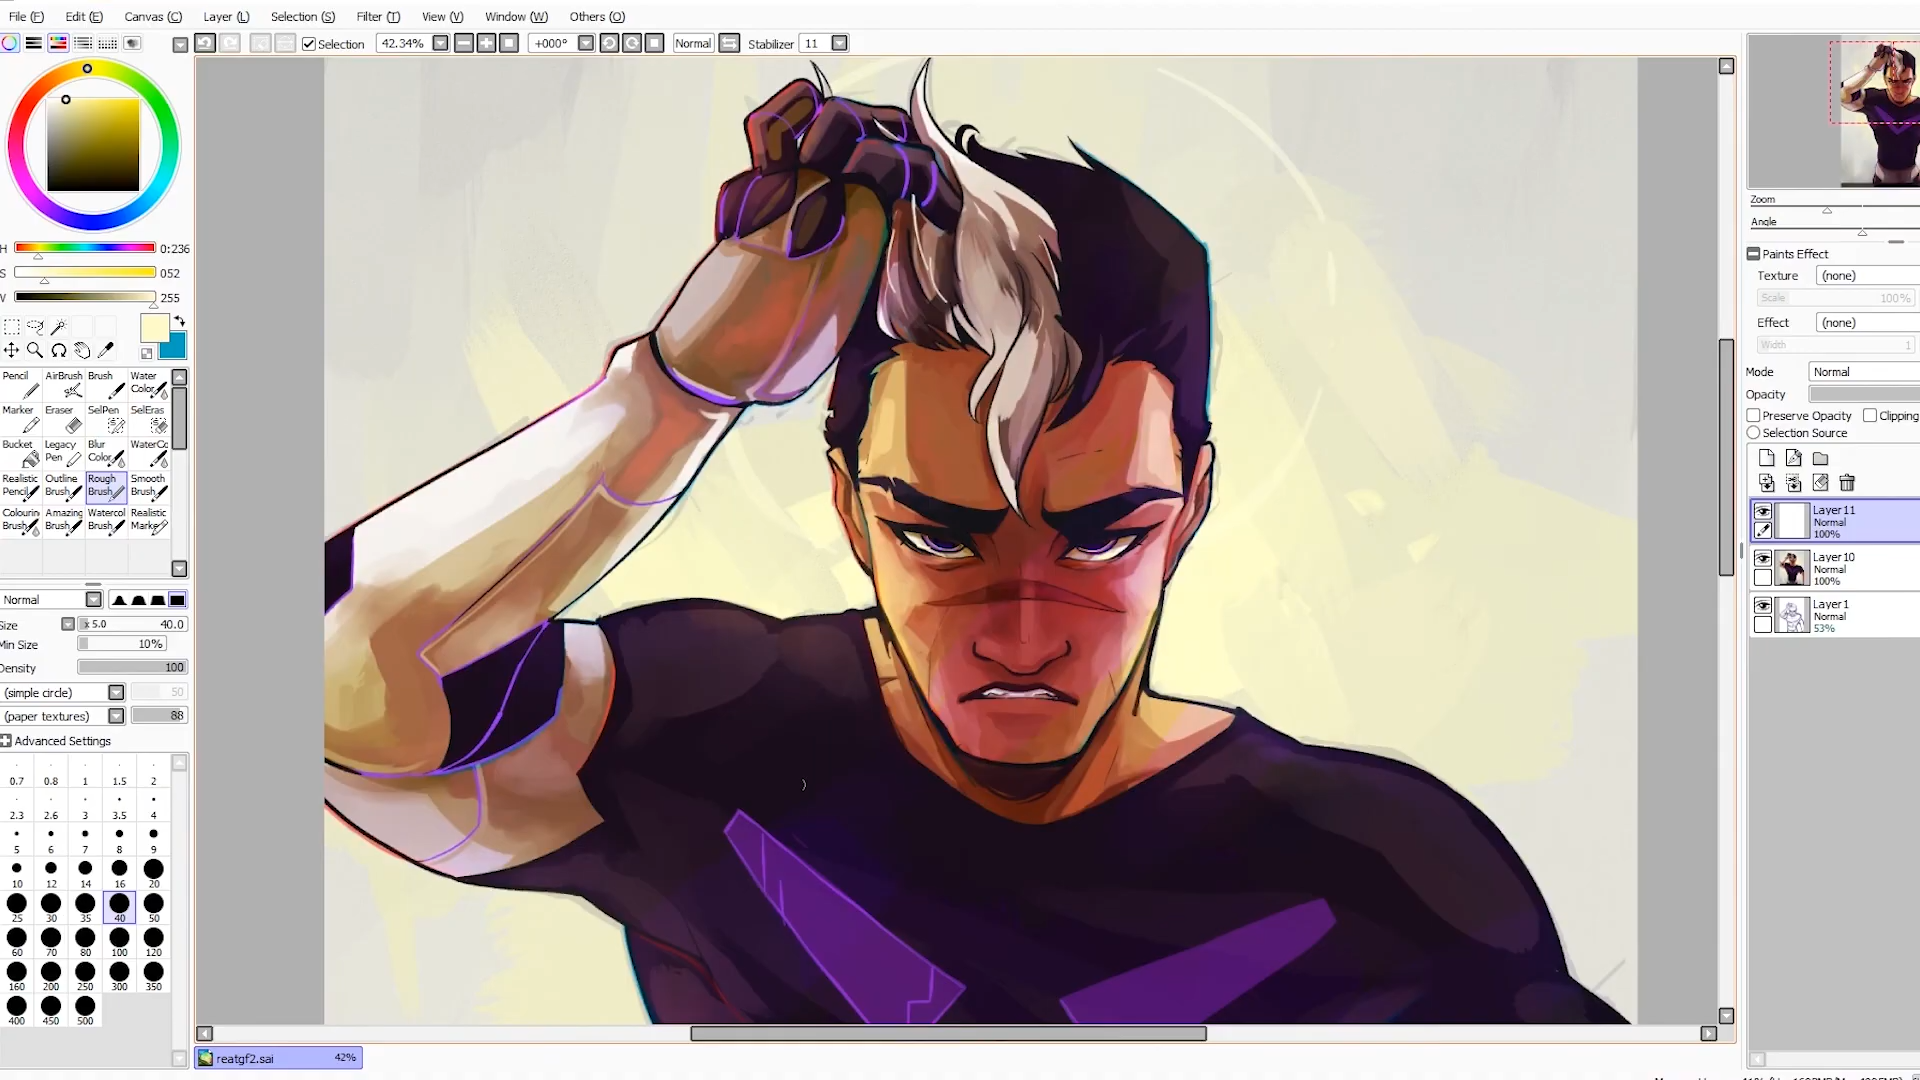 File (F) Edit (E) Canvas (C) Layer (L) Selection (S) Filter (T) View (V) Window (W) Others (O)
Selection 42.34% +000° Normal Stabilizer 11
Zoom
Angle
H 0:236
S 052
V 255
Paints Effect
Texture (none)
Scale 100%
Effect (none)
Width 1
Mode Normal
Opacity
Preserve Opacity Clipping
Selection Source
Pencil AirBrush Brush Water Color
Marker Eraser SelPen SelEras
Bucket Legacy Pen Blur Color WaterCo
Realistic Pencil Outline Brush Rough Brush Smooth Brush
Colourin Brush Amazing Brush Watercol Brush Realistic Marke
Layer 11
Normal
100%
Layer 10
Normal
100%
Layer 1
Normal
53%
Normal
Size x 5.0 40.0
Min Size 10%
Density 100
(simple circle) 50
(paper textures) 88
Advanced Settings
0.7 0.8 1 1.5 2
2.3 2.6 3 3.5 4
5 6 7 8 9
10 12 14 16 20
25 30 35 40 50
60 70 80 100 120
160 200 250 300 350
400 450 500
reatgf2.sai 42%